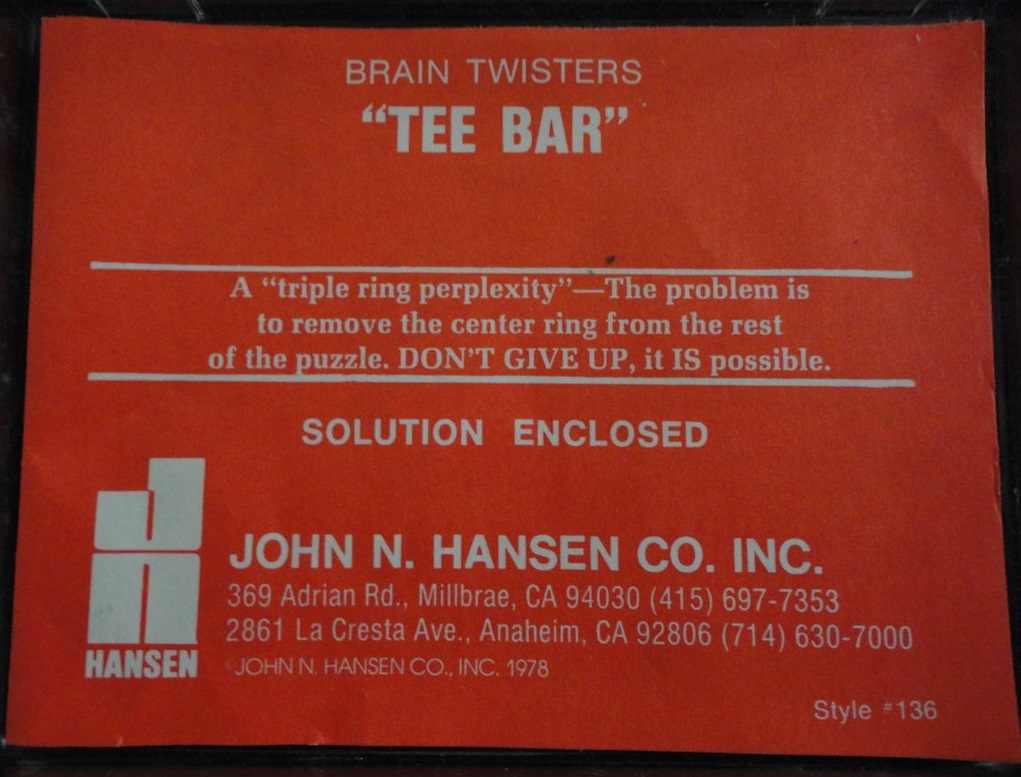 BRAIN TWISTERS
“TEE BAR”
A “triple ring perplexity”—The problem is
to remove the center ring from the rest
of the puzzle. DON'T GIVE UP, it IS possible.
SOLUTION ENCLOSED
JOHN N. HANSEN CO. INC.
369 Adrian Rd., Millbrae, CA 94030 (415) 697-7353
2861 La Cresta Ave., Anaheim, CA 92806 (714) 630-7000
HANSEN
JOHN N. HANSEN CO., INC. 1978
Style #136